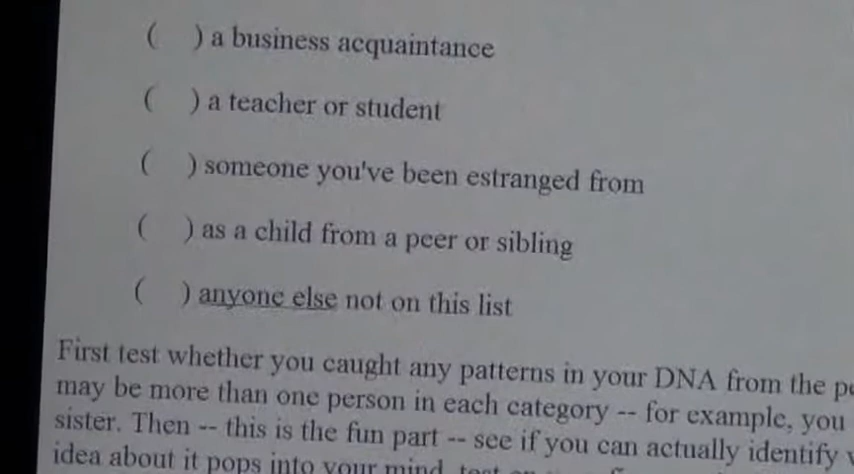 ( ) a business acquaintance
( ) a teacher or student
( ) someone you've been estranged from
( ) as a child from a peer or sibling
( ) anyone else not on this list
First test whether you caught any patterns in your DNA from the
may be more than one person in each category -- for example, you
sister. Then -- this is the fun part -- see if you can actually identify
idea about it pops into your mind, test